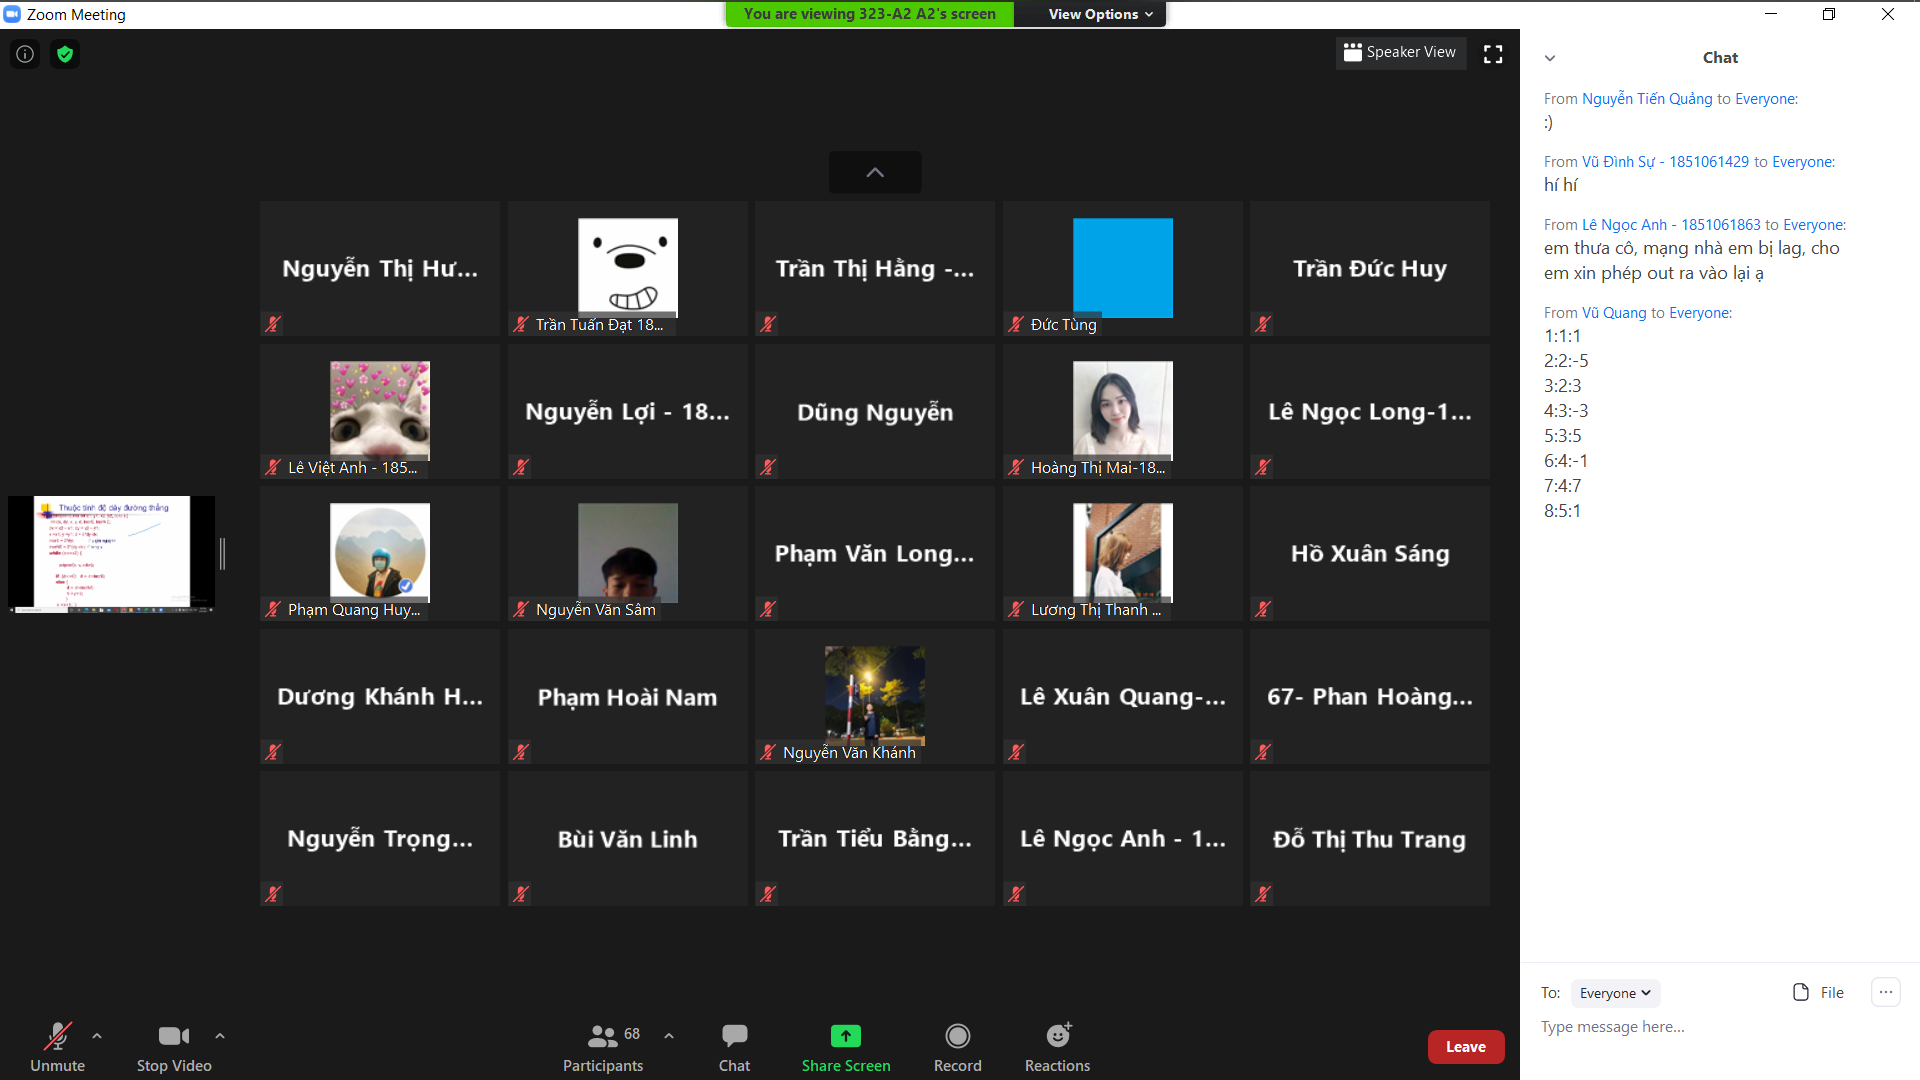 Zoom Meeting
You are viewing 323-A2 A2's screen
View Options
Speaker View
Nguyễn Thị Hư...
Trần Tuấn Đạt 18...
Trần Thị Hằng -...
Đức Tùng
Trần Đức Huy
Lê Việt Anh - 185...
Nguyễn Lợi - 18...
Dũng Nguyễn
Hoàng Thị Mai-18...
Lê Ngọc Long-1...
Thuộc tính độ dày đường thẳng
Phạm Quang Huy...
Nguyễn Văn Sâm
Phạm Văn Long...
Lương Thị Thanh ...
Hồ Xuân Sáng
Dương Khánh H...
Phạm Hoài Nam
Nguyễn Văn Khánh
Lê Xuân Quang-...
67- Phan Hoàng...
Nguyễn Trọng...
Bùi Văn Linh
Trần Tiểu Bằng...
Lê Ngọc Anh - 1...
Đỗ Thị Thu Trang
Unmute
Stop Video
68
Participants
Chat
Share Screen
Record
Reactions
Leave
Chat
From Nguyễn Tiến Quảng to Everyone:
:)
From Vũ Đình Sự - 1851061429 to Everyone:
hí hí
From Lê Ngọc Anh - 1851061863 to Everyone:
em thưa cô, mạng nhà em bị lag, cho
em xin phép out ra vào lại ạ
From Vũ Quang to Everyone:
1:1:1
2:2:-5
3:2:3
4:3:-3
5:3:5
6:4:-1
7:4:7
8:5:1
To: Everyone
File
Type message here...